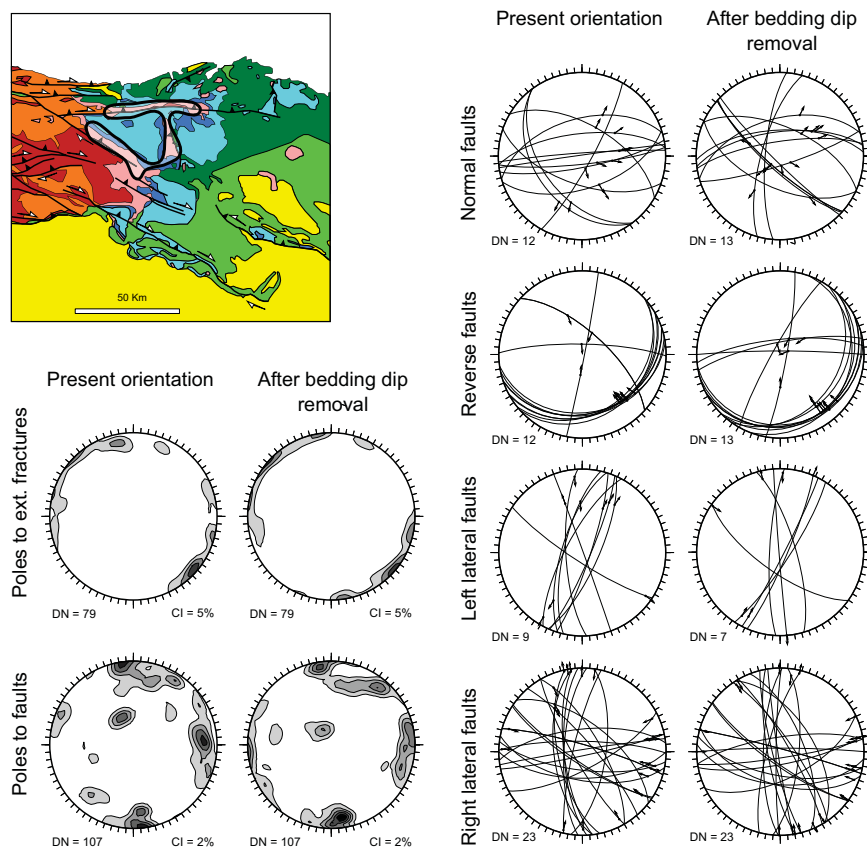 50 Km
Present orientation
After bedding dip
removal
Poles to ext. fractures
DN = 79
CI = 5%
DN = 79
CI = 5%
Poles to faults
DN = 107
CI = 2%
DN = 107
CI = 2%
Present orientation
After bedding dip
removal
Normal faults
DN = 12
DN = 13
Reverse faults
DN = 12
DN = 13
Left lateral faults
DN = 9
DN = 7
Right lateral faults
DN = 23
DN = 23